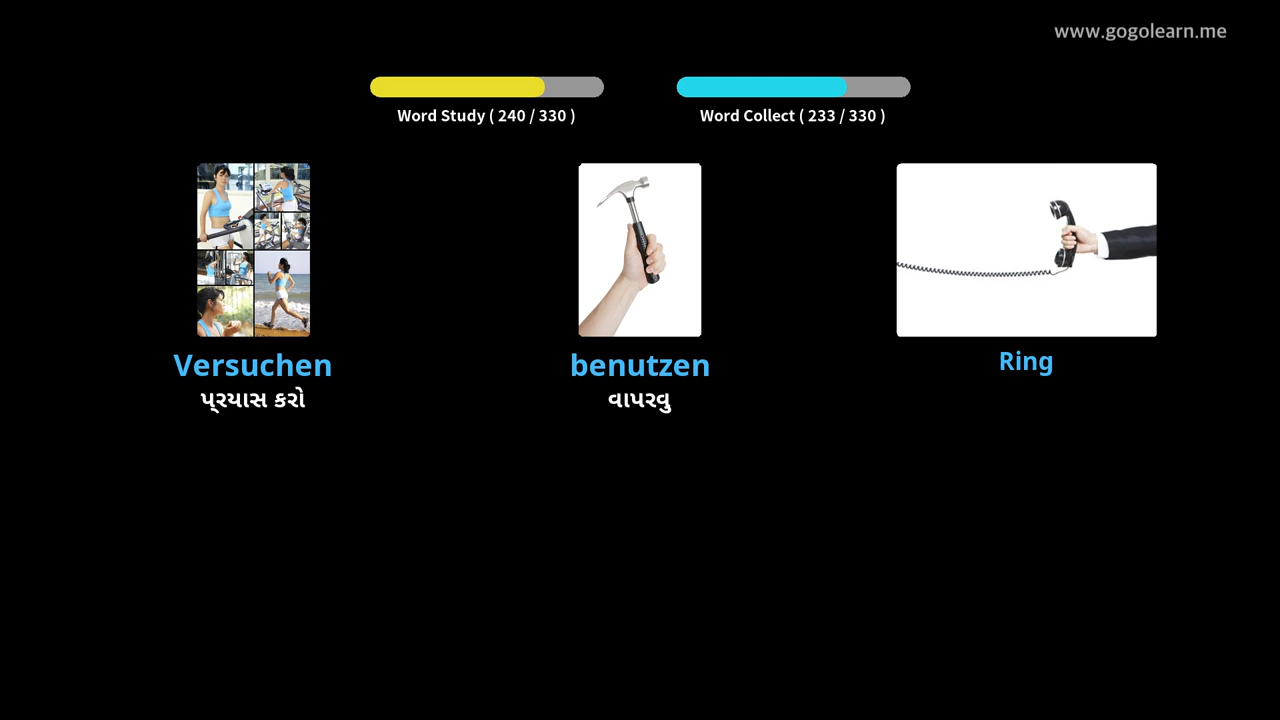 www.gogolearn.me
Word Study ( 240 / 330 )
Word Collect ( 233 / 330 )
Versuchen
benutzen
Ring
પ્રયાસ કરો
વાપરવુ